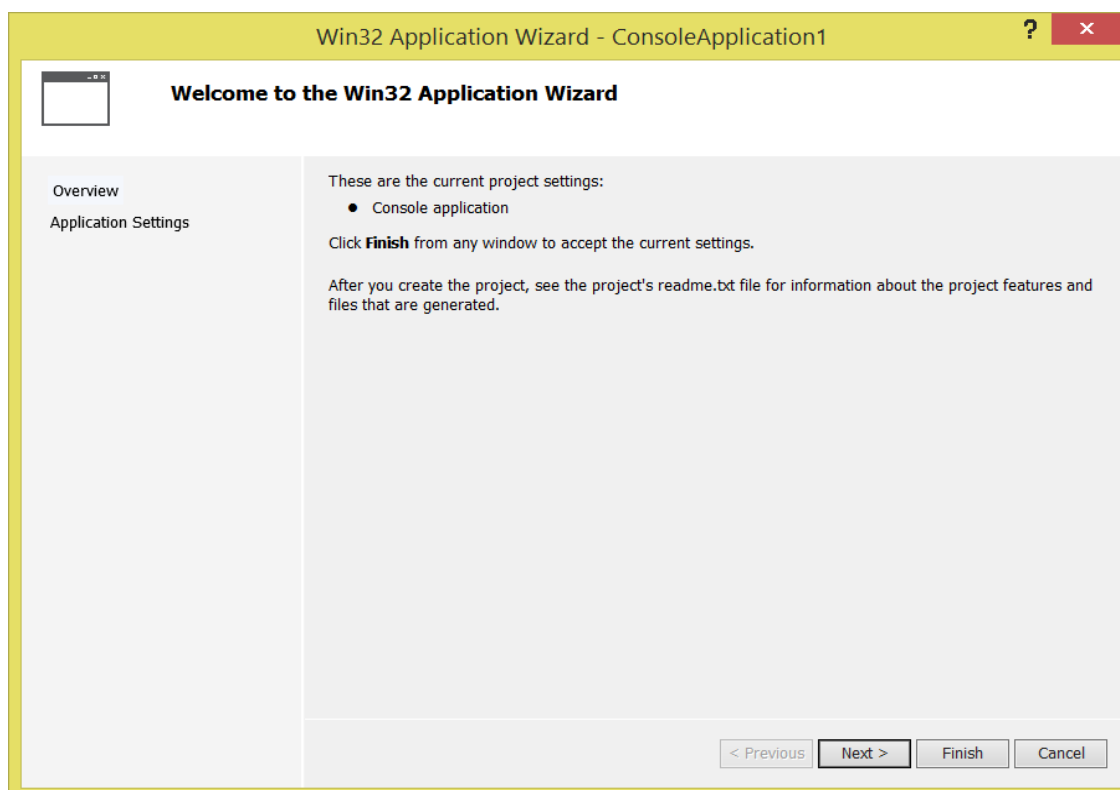 Win32 Application Wizard - ConsoleApplication1
?
Welcome to the Win32 Application Wizard
Overview
Application Settings
These are the current project settings:
● Console application
Click Finish from any window to accept the current settings.
After you create the project, see the project's readme.txt file for information about the project features and
files that are generated.
< Previous Next > Finish Cancel